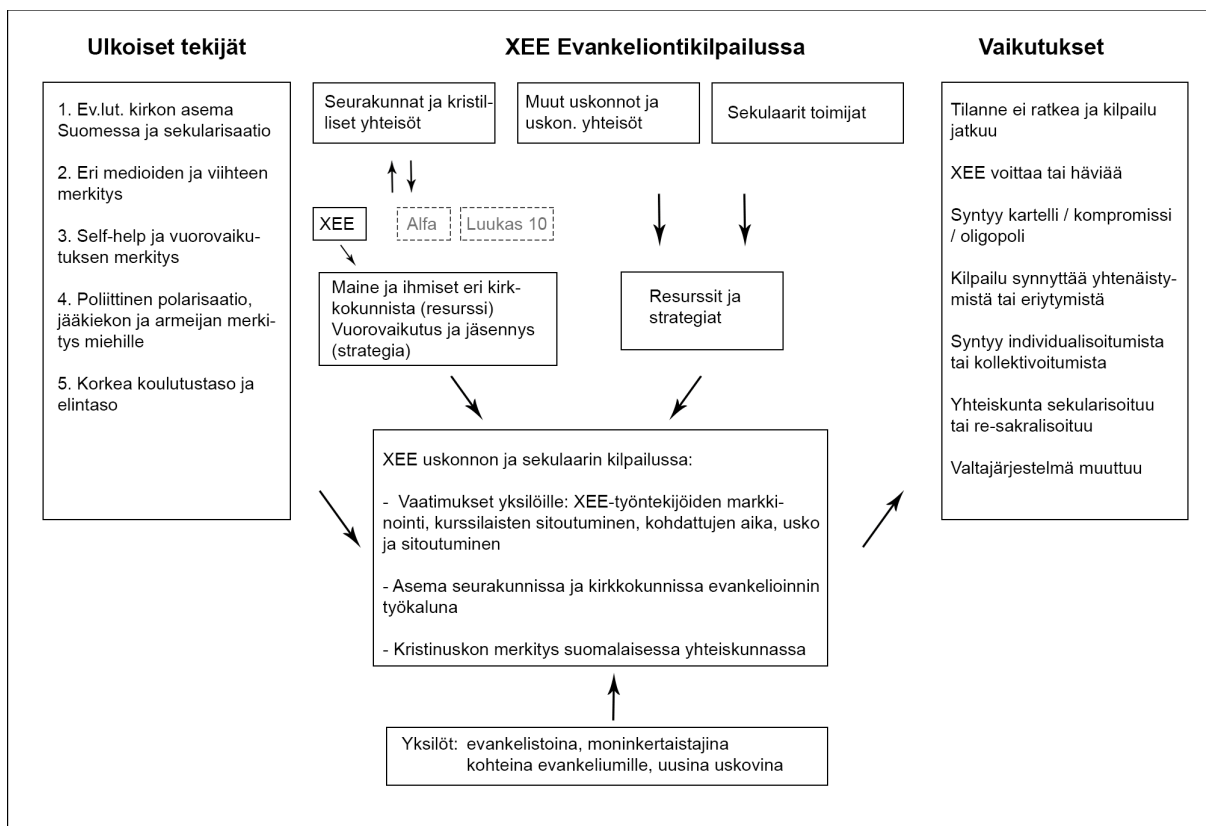 Ulkoiset tekijät
1. Ev.lut. kirkon asema
Suomessa ja sekularisaatio
2. Eri medioiden ja viihteen
merkitys
3. Self-help ja vuorovaiku-
tuksen merkitys
4. Poliittinen polarisaatio,
jääkiekon ja armeijan merki-
tys miehille
5. Korkea koulutustaso ja
elintaso
XEE Evankeliontikilpailussa
Seurakunnat ja kristil-
liset yhteisöt
Muut uskonnot ja
uskon. yhteisöt
Sekulaarit toimijat
XEE
Alfa
Luukas 10
Maine ja ihmiset eri kirk-
kokunnista (resurssi)
Vuorovaikutus ja jäsennys
(strategia)
Resurssit ja
strategiat
XEE uskonnon ja sekulaarin kilpailussa:
- Vaatimukset yksilöille: XEE-työntekijöiden markki-
nointi, kurssilaisten sitoutuminen, kohdattujen aika, usko
ja sitoutuminen
- Asema seurakunnissa ja kirkkokunnissa evankelioinnin
työkaluna
- Kristinuskon merkitys suomalaisessa yhteiskunnassa
Yksilöt: evankelistoina, moninkertaistajina
kohteina evankeliumille, uusina uskovina
Vaikutukset
Tilanne ei ratkea ja kilpailu
jatkuu
XEE voittaa tai häviää
Syntyy kartelli / kompromissi
/ oligopoli
Kilpailu synnyttää yhtenäisty-
mistä tai eriytymistä
Syntyy individualisoitumista
tai kollektivoitumista
Yhteiskunta sekularisoituu
tai re-sakralisoituu
Valtajärjestelmä muuttuu